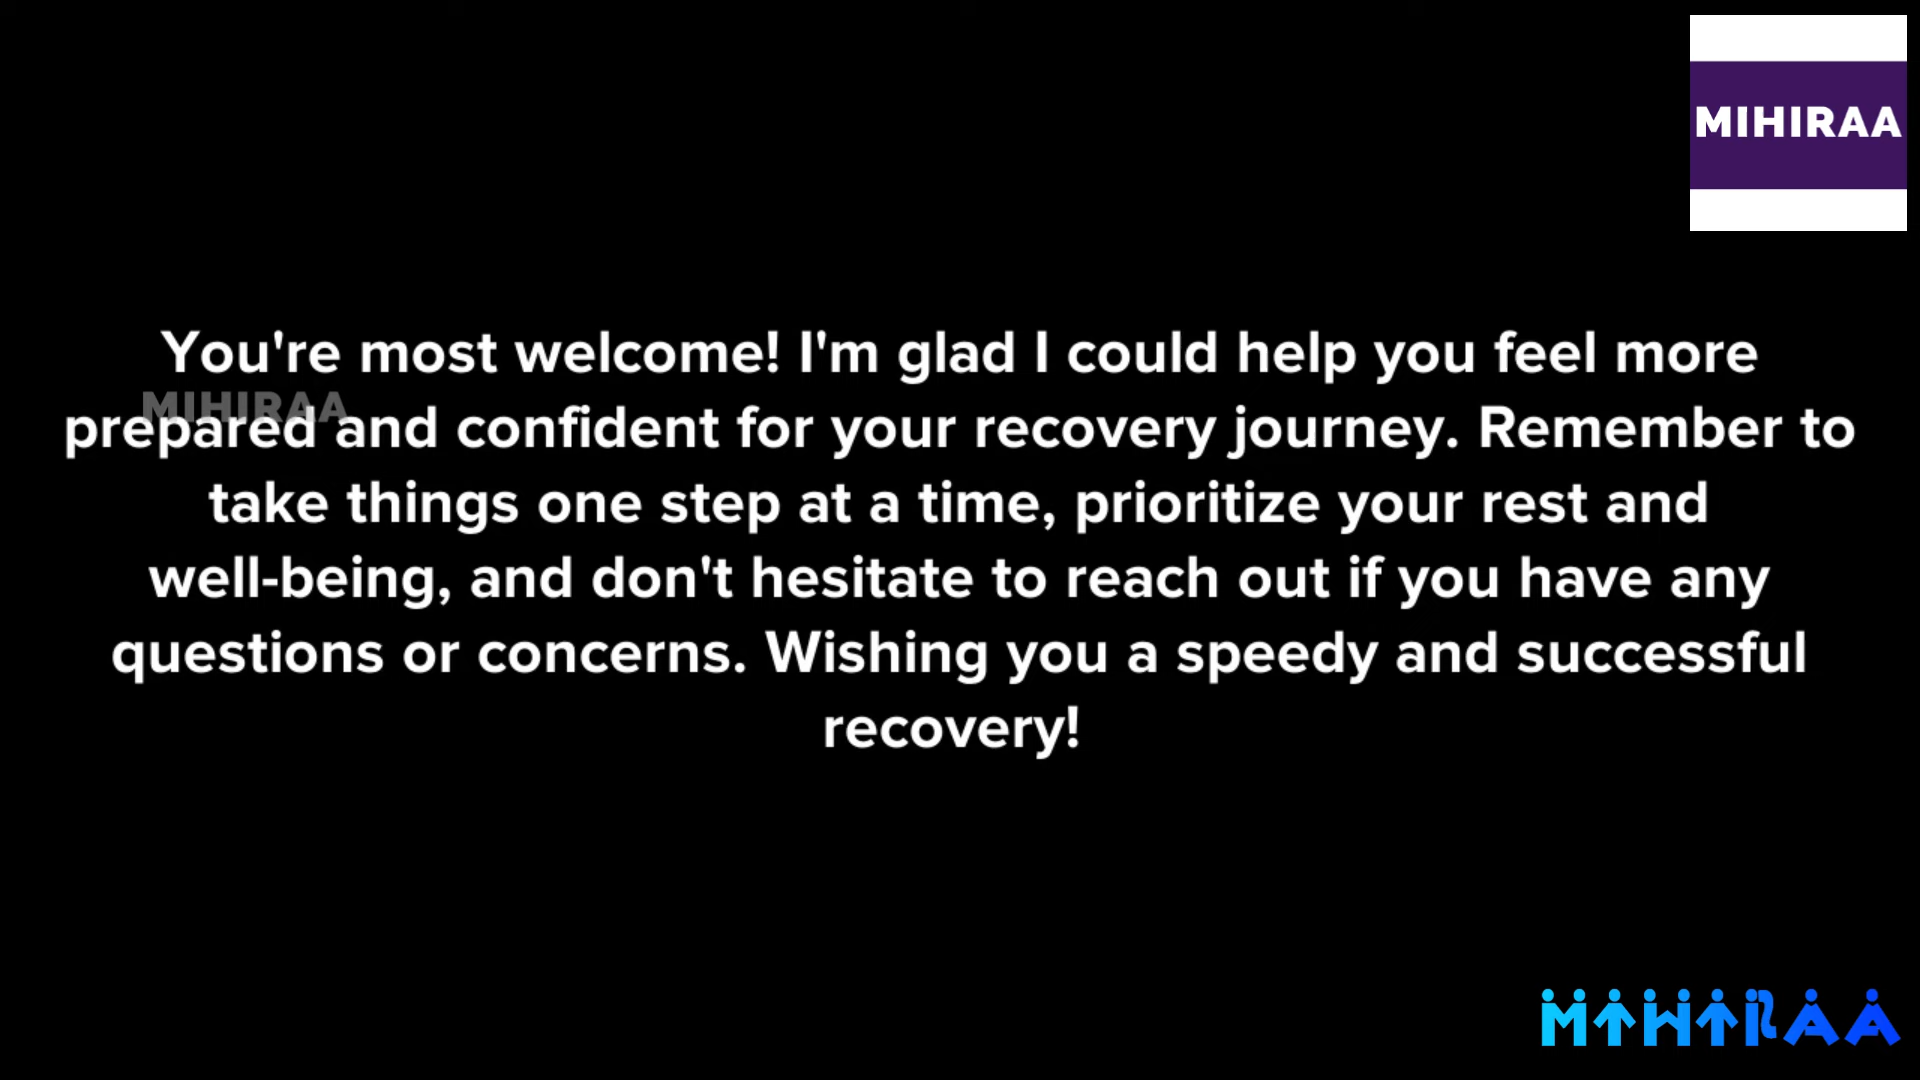 MIHIRAA
You're most welcome! I'm glad I could help you feel more
MIHIRAA
prepared and confident for your recovery journey. Remember to
take things one step at a time, prioritize your rest and
well-being, and don't hesitate to reach out if you have any
questions or concerns. Wishing you a speedy and successful
recovery!
MIHIRAA